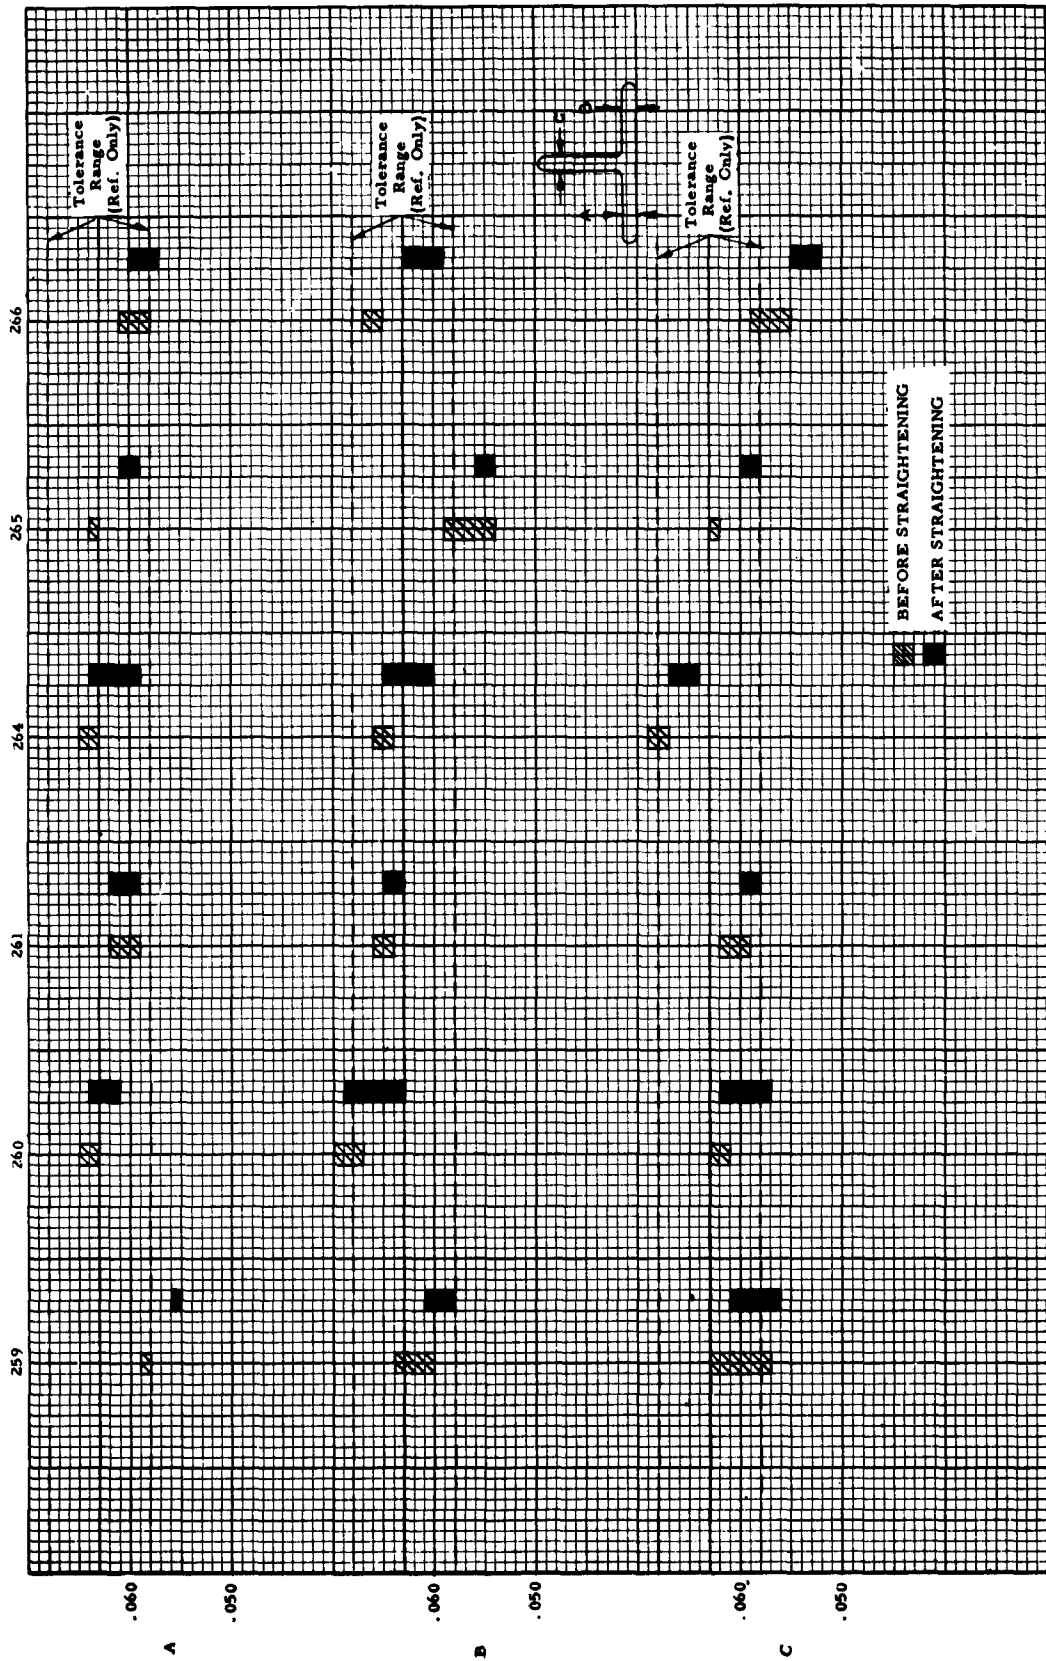 259
260
261
264
265
266
A
.060
.050
B
.060
.050
C
.060
.050
Tolerance
Range
(Ref. Only)
Tolerance
Range
(Ref. Only)
A
C
Tolerance
Range
(Ref. Only)
BEFORE STRAIGHTENING
AFTER STRAIGHTENING